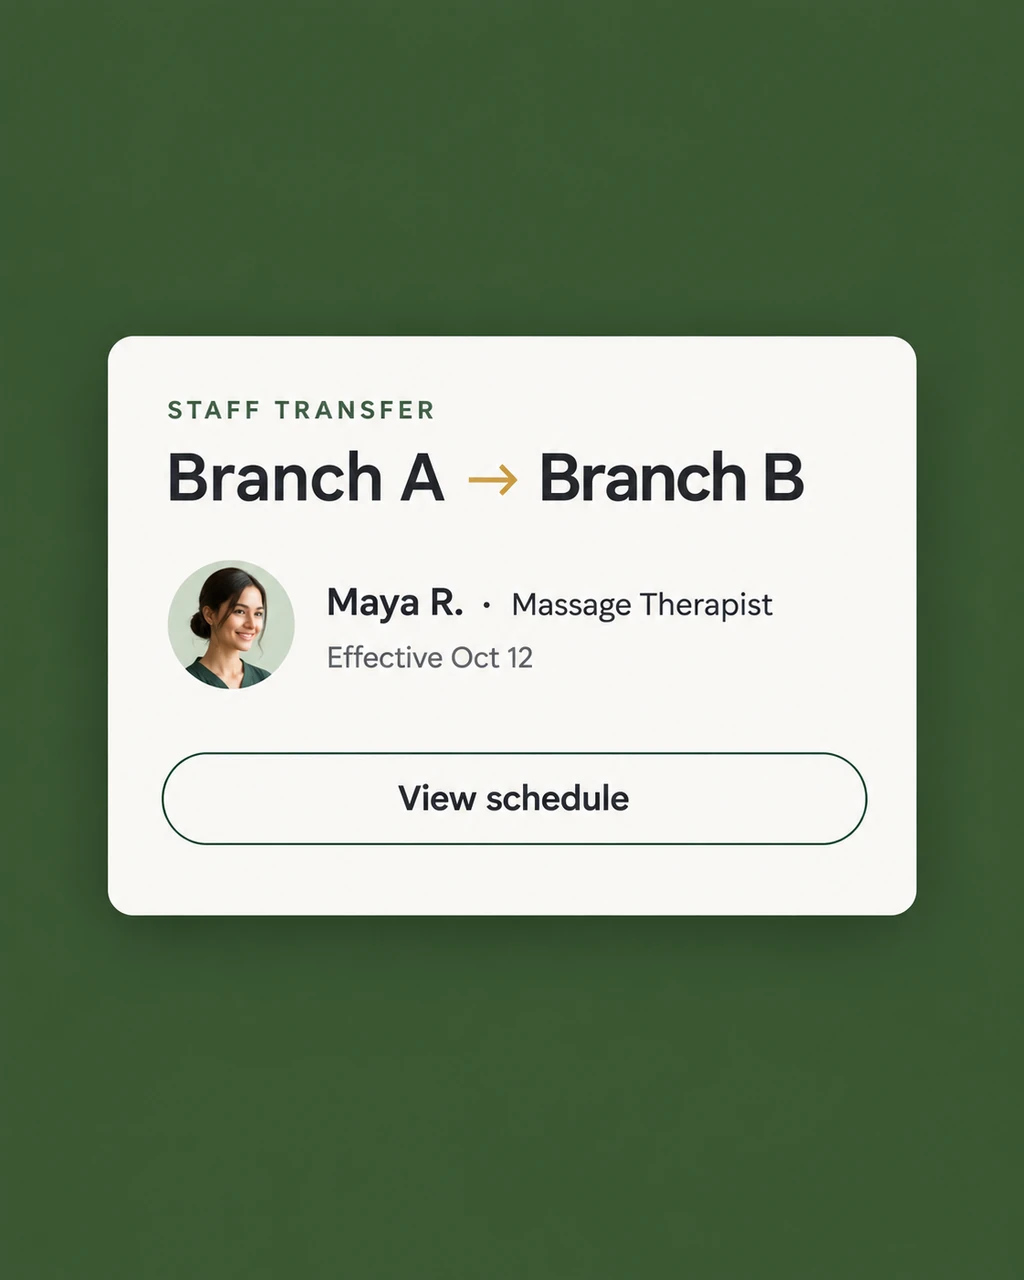 STAFF TRANSFER
Branch A → Branch B
Maya R. · Massage Therapist
Effective Oct 12
View schedule